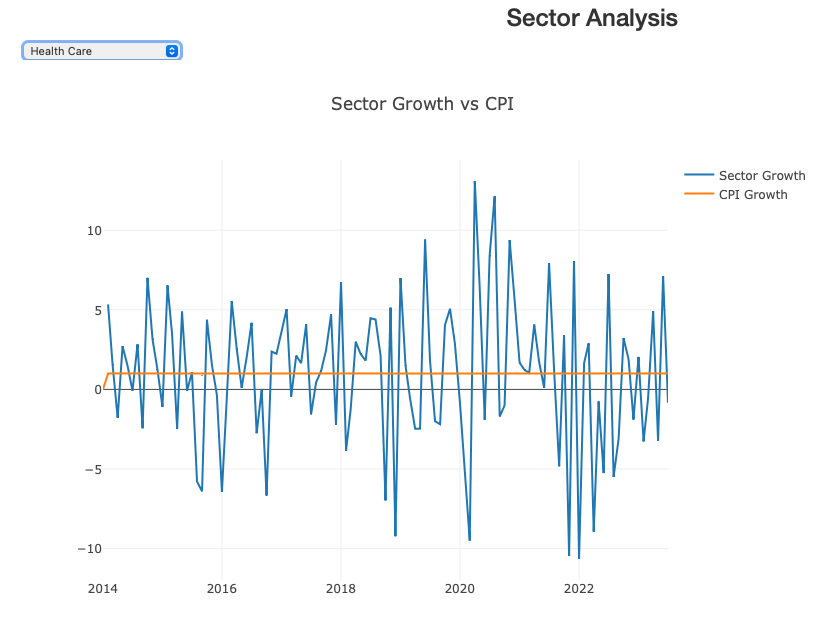 Sector Analysis
Health Care
Sector Growth vs CPI
Sector Growth
CPI Growth
10
5
0
−5
−10
2014 2016 2018 2020 2022